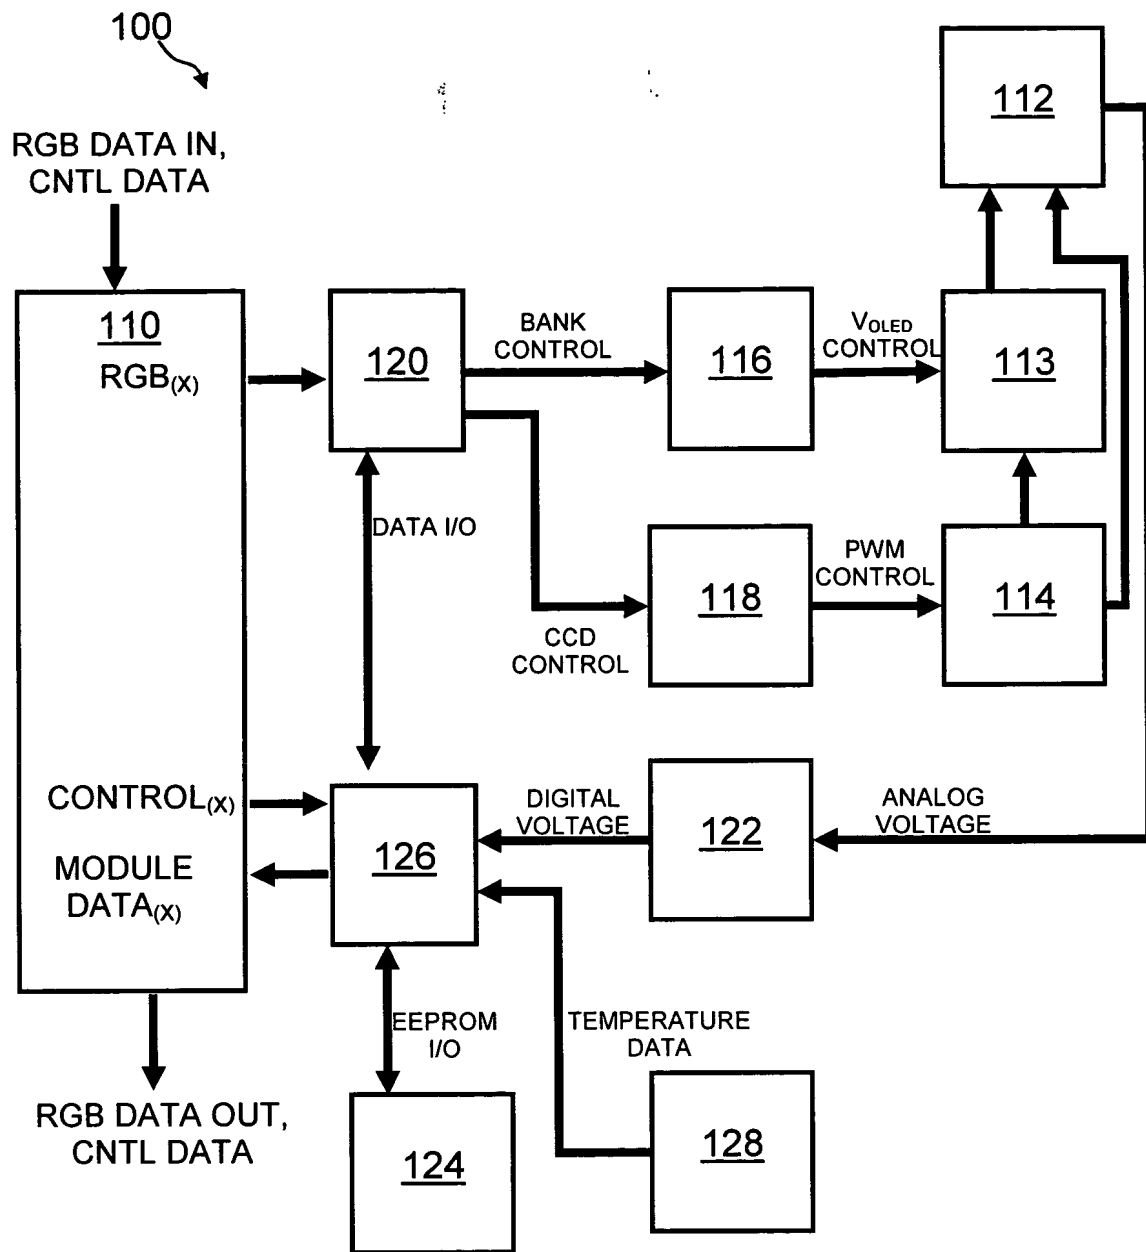 100
112
RGB DATA IN,
CNTL DATA
110
RGB(X)
120
BANK
CONTROL
116
VOLED
CONTROL
113
DATA I/O
118
PWM
CONTROL
114
CCD
CONTROL
CONTROL(X)
MODULE
DATA(X)
126
DIGITAL
VOLTAGE
122
ANALOG
VOLTAGE
EEPROM
I/O
TEMPERATURE
DATA
RGB DATA OUT,
CNTL DATA
124
128